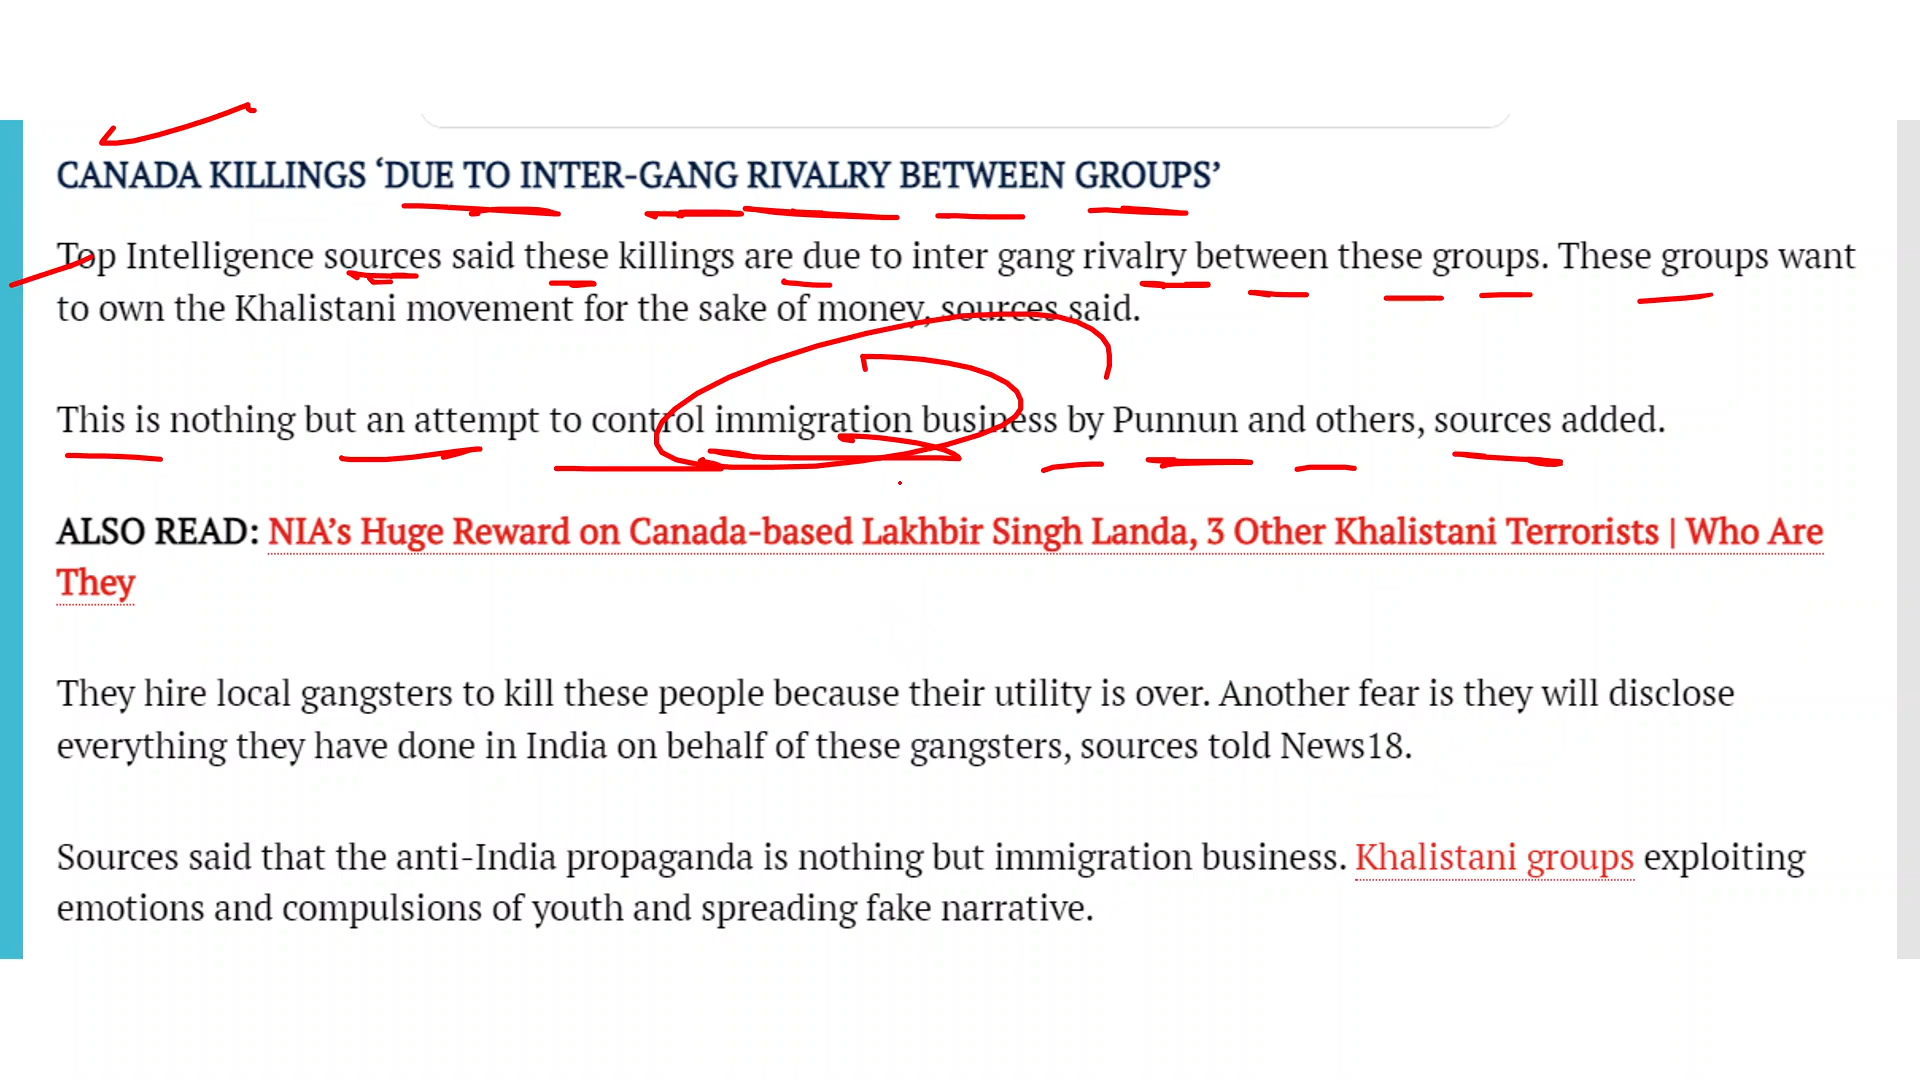 CANADA KILLINGS ‘DUE TO INTER-GANG RIVALRY BETWEEN GROUPS’
Top Intelligence sources said these killings are due to inter gang rivalry between these groups. These groups want
to own the Khalistani movement for the sake of money, sources said.
This is nothing but an attempt to control immigration business by Punnun and others, sources added.
ALSO READ: NIA’s Huge Reward on Canada-based Lakhbir Singh Landa, 3 Other Khalistani Terrorists | Who Are
They
They hire local gangsters to kill these people because their utility is over. Another fear is they will disclose
everything they have done in India on behalf of these gangsters, sources told News18.
Sources said that the anti-India propaganda is nothing but immigration business. Khalistani groups exploiting
emotions and compulsions of youth and spreading fake narrative.